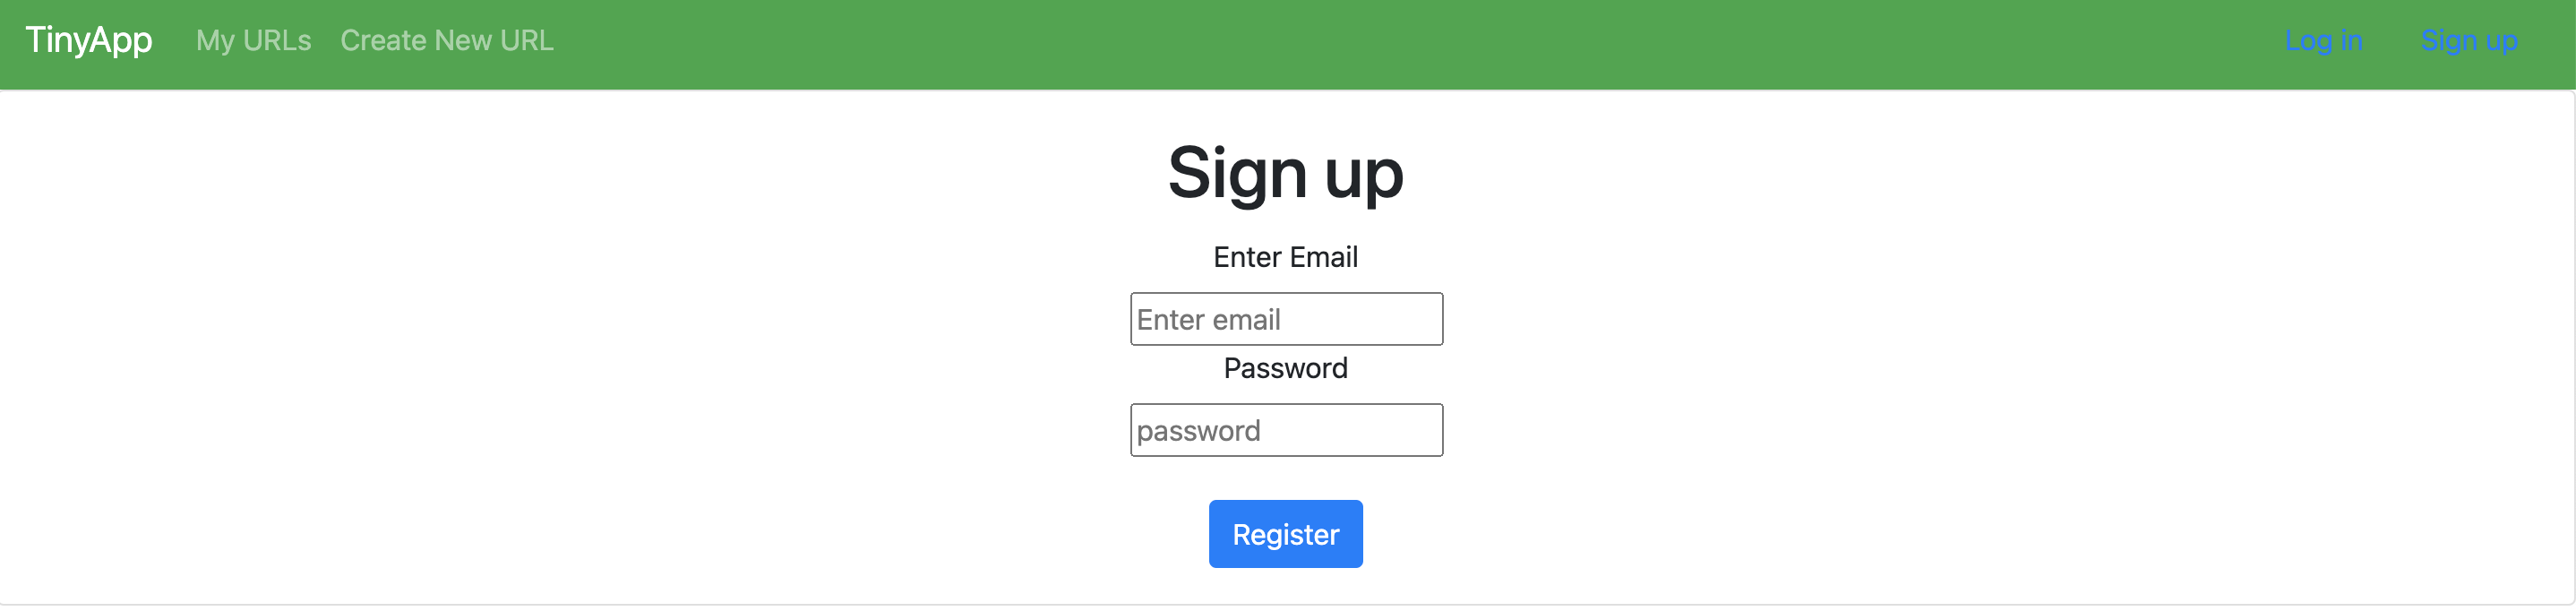 TinyApp My URLs Create New URL Log in Sign up
Sign up
Enter Email
Enter email
Password
password
Register